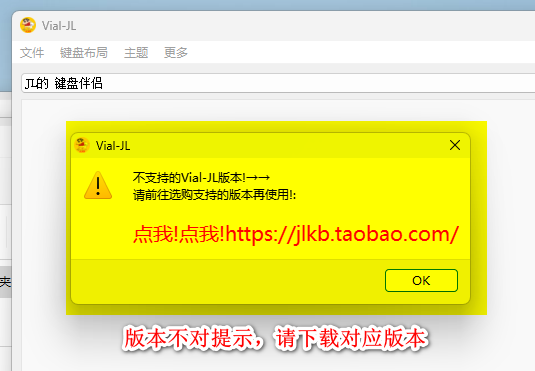 Vial-JL
文件 键盘布局 主题 更多
兀的 键盘伴侣
Vial-JL
不支持的Vial-JL版本!→→
请前往选购支持的版本再使用!:
点我!点我!https://jlkb.taobao.com/
OK
夹
版本不对提示，请下载对应版本